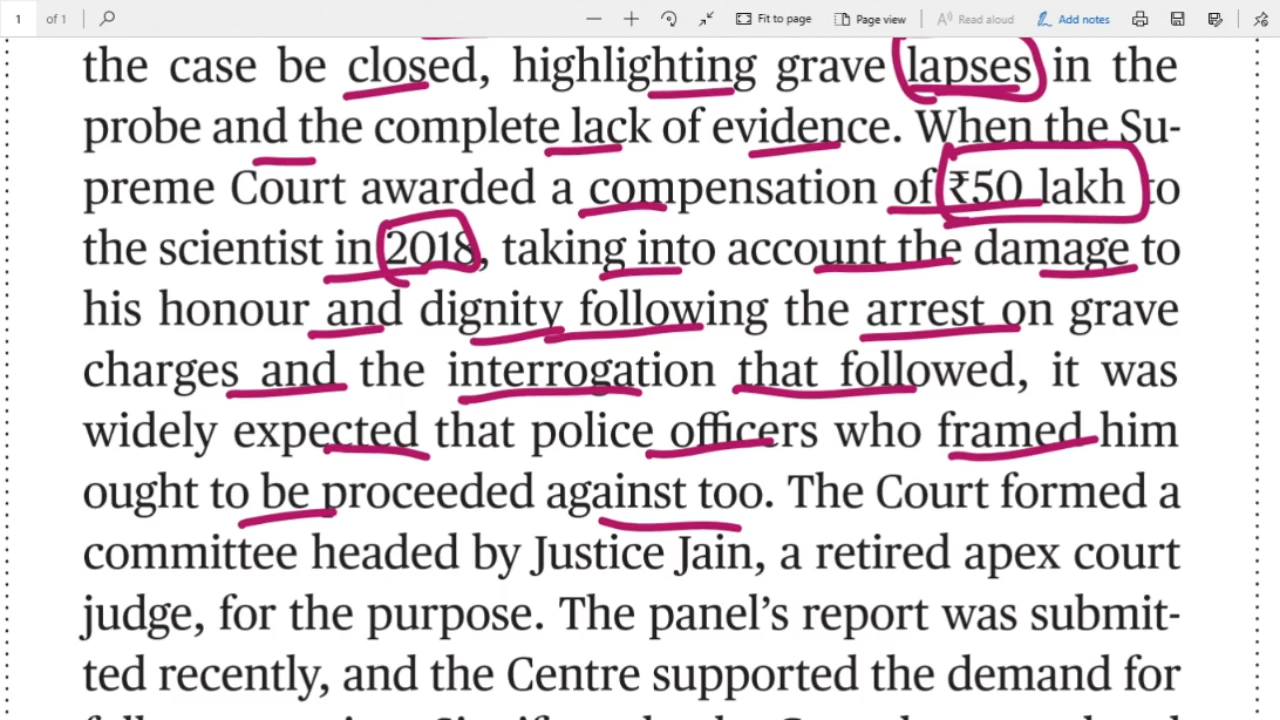 1 of 1 Fit to page Page view Read aloud Add notes
the case be closed, highlighting grave lapses in the
probe and the complete lack of evidence. When the Su-
preme Court awarded a compensation of ₹50 lakh to
the scientist in 2018, taking into account the damage to
his honour and dignity following the arrest on grave
charges and the interrogation that followed, it was
widely expected that police officers who framed him
ought to be proceeded against too. The Court formed a
committee headed by Justice Jain, a retired apex court
judge, for the purpose. The panel’s report was submit-
ted recently, and the Centre supported the demand for